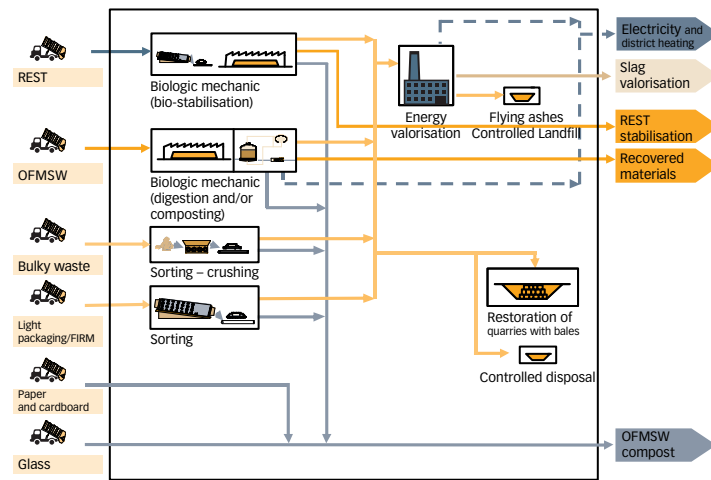 REST
OFMSW
Bulky waste
Light
packaging/FIRM
Paper
and cardboard
Glass
Biologic mechanic
(bio-stabilisation)
Biologic mechanic
(digestion and/or
composting)
Sorting – crushing
Sorting
Energy
valorisation
Flying ashes
Controlled Landfill
Restoration of
quarries with bales
Controlled disposal
Electricity and
district heating
Slag
valorisation
REST
stabilisation
Recovered
materials
OFMSW
compost